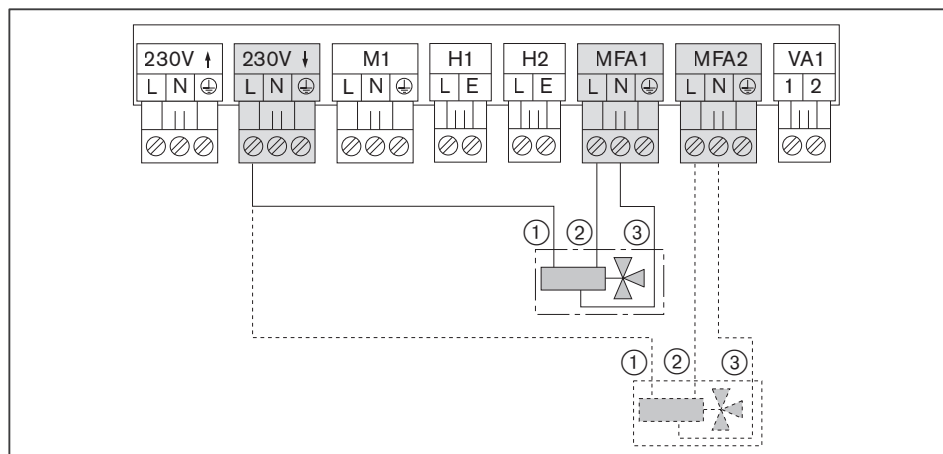 230V ↑ 230V ↓ M1 H1 H2 MFA1 MFA2 VA1
L N ⏚ L N ⏚ L N ⏚ L E L E L N ⏚ L N ⏚ 1 2
① ② ③
① ② ③